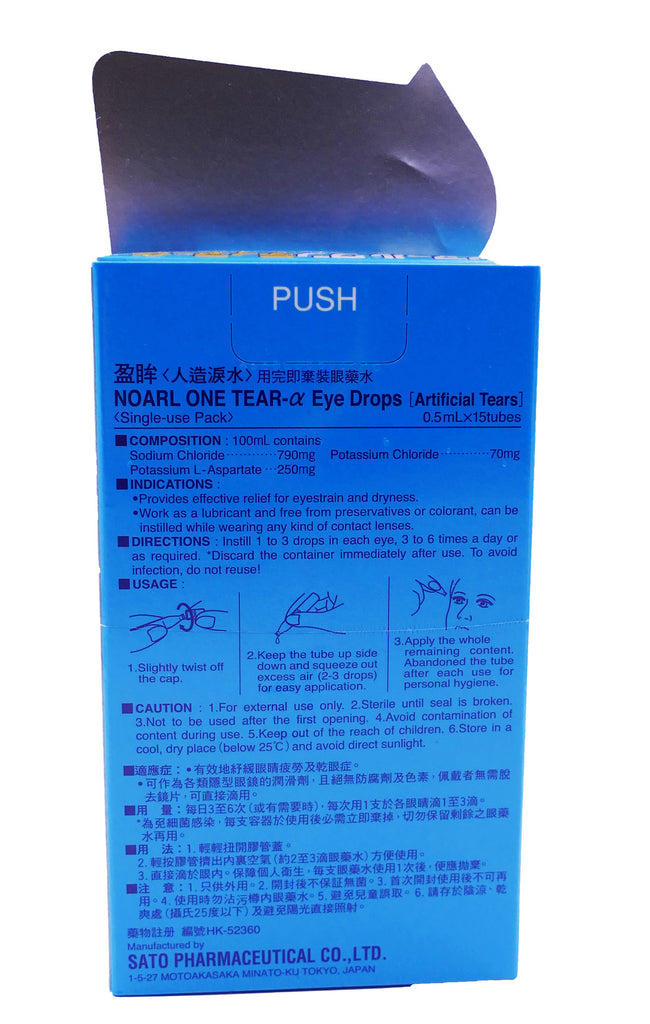 PUSH
盈眸〈人造淚水〉用完即棄裝眼藥水
NOARL ONE TEAR-α Eye Drops [Artificial Tears]
〈Single-use Pack〉 0.5mL×15tubes
■COMPOSITION : 100mL contains
Sodium Chloride············790mg Potassium Chloride···········70mg
Potassium L-Aspartate ···250mg
■INDICATIONS :
•Provides effective relief for eyestrain and dryness.
•Work as a lubricant and free from preservatives or colorant, can be
instilled while wearing any kind of contact lenses.
■DIRECTIONS : Instill 1 to 3 drops in each eye, 3 to 6 times a day or
as required. *Discard the container immediately after use. To avoid
infection, do not reuse!
■USAGE :
1.Slightly twist off
the cap.
2.Keep the tube up side
down and squeeze out
excess air (2-3 drops)
for easy application.
3.Apply the whole
remaining content.
Abandoned the tube
after each use for
personal hygiene.
■CAUTION : 1.For external use only. 2.Sterile until seal is broken.
3.Not to be used after the first opening. 4.Avoid contamination of
content during use. 5.Keep out of the reach of children. 6.Store in a
cool, dry place (below 25℃) and avoid direct sunlight.
■適應症：•有效地紓緩眼睛疲勞及乾眼症。
•可作為各類隱型眼鏡的潤滑劑，且絕無防腐劑及色素，佩戴者無需脫
去鏡片，可直接滴用。
■用 量：每日3至6次（或有需要時），每次用1支於各眼睛滴1至3滴。
*為免細菌感染，每支容器於使用後必需立即棄掉，切勿保留剩餘之眼藥
水再用。
■用 法：1. 輕輕扭開膠管蓋。
2. 輕按膠管擠出內裏空氣（約2至3滴眼藥水）方便使用。
3. 直接滴於眼內。保障個人衛生，每支眼藥水使用1次後，便應拋棄。
■注 意：1. 只供外用。2. 開封後不保証無菌。3. 首次開封使用後不可再
用。4. 使用時勿沾污樽內眼藥水。5. 避免兒童誤取。6. 請存於陰涼、乾
爽處（攝氏25度以下）及避免陽光直接照射。
藥物註册 編號HK-52360
Manufactured by
SATO PHARMACEUTICAL CO.,LTD.
1-5-27 MOTOAKASAKA MINATO-KU TOKYO, JAPAN